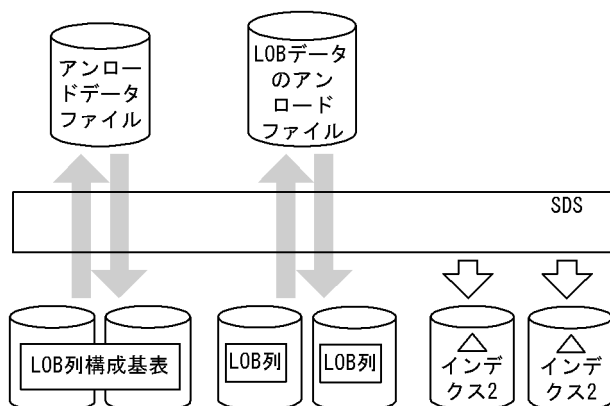 アンロー
ドデータ
ファイル
LOBデータ
のアン
ロード
ファイル
SDS
LOB列構成基表
LOB列
LOB列
インデ
クス2
インデ
クス2